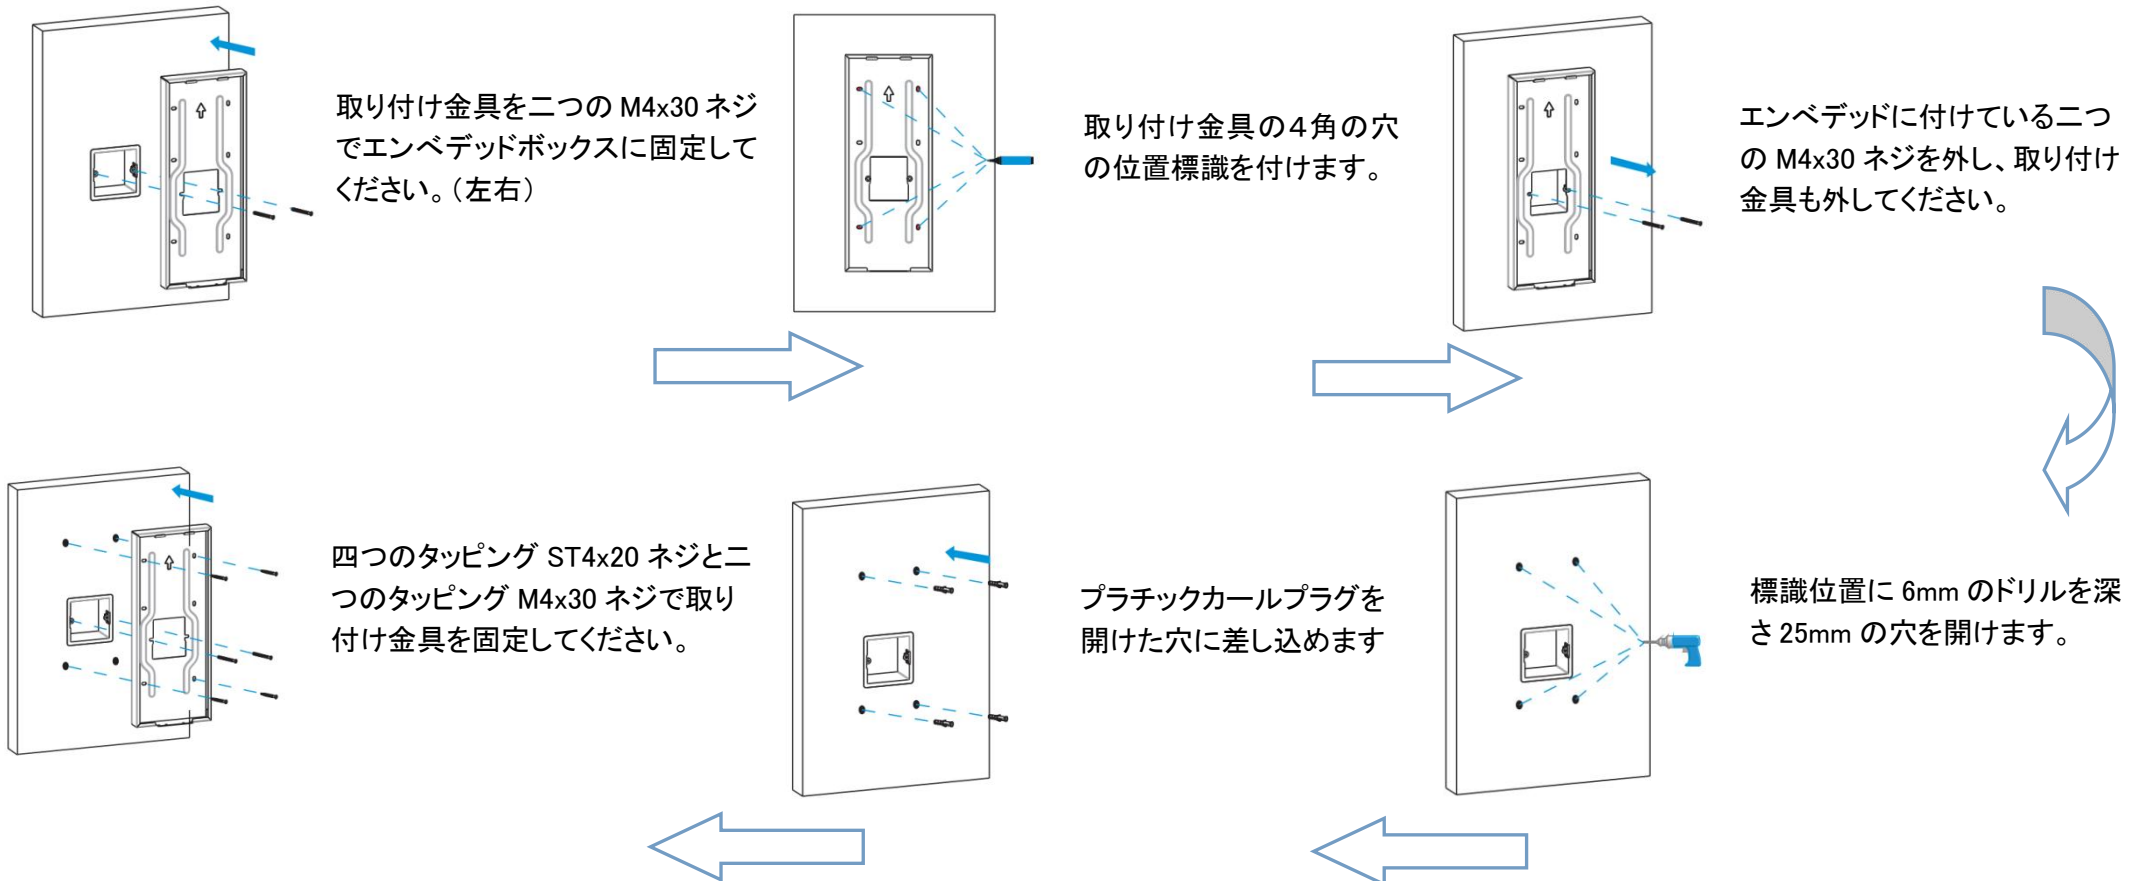 取り付け金具を二つの M4x30 ネジ
でエンベデッドボックスに固定して
ください。（左右）
取り付け金具の４角の穴
の位置標識を付けます。
エンベデッドに付けている二つ
の M4x30 ネジを外し、取り付け
金具も外してください。
標識位置に 6mm のドリルを深
さ 25mm の穴を開けます。
プラチックカールプラグを
開けた穴に差し込めます
四つのタッピング ST4x20 ネジと二
つのタッピング M4x30 ネジで取り
付け金具を固定してください。